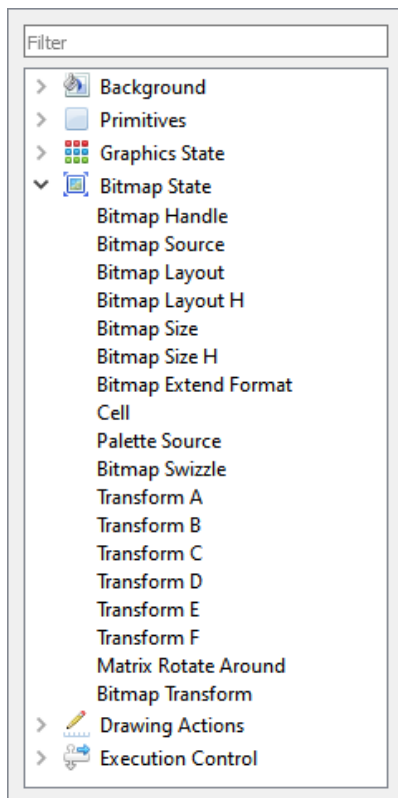 Filter
Background
Primitives
Graphics State
Bitmap State
Bitmap Handle
Bitmap Source
Bitmap Layout
Bitmap Layout H
Bitmap Size
Bitmap Size H
Bitmap Extend Format
Cell
Palette Source
Bitmap Swizzle
Transform A
Transform B
Transform C
Transform D
Transform E
Transform F
Matrix Rotate Around
Bitmap Transform
Drawing Actions
Execution Control